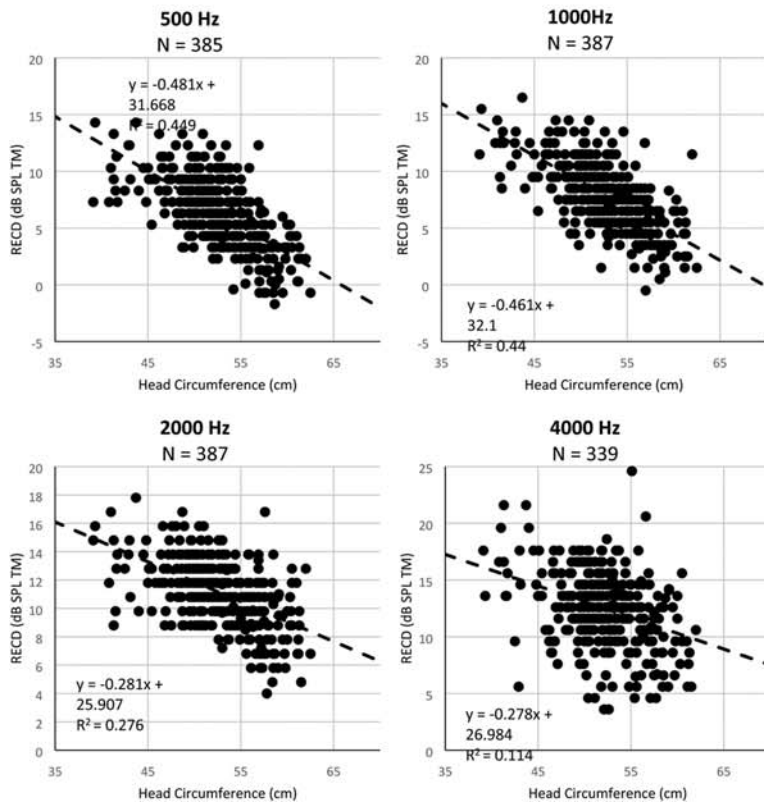 500 Hz
N = 385
20
15
10
5
0
-5
RECD (dB SPL TM)
y = -0.481x +
31.668
R² = 0.449
35
45
55
65
Head Circumference (cm)
1000Hz
N = 387
20
15
10
5
0
-5
RECD (dB SPL TM)
y = -0.461x +
32.1
R² = 0.44
35
45
55
65
Head Circumference (cm)
2000 Hz
N = 387
20
18
16
14
12
10
8
6
4
2
0
RECD (dB SPL TM)
y = -0.281x +
25.907
R² = 0.276
35
45
55
65
Head Circumference (cm)
4000 Hz
N = 339
25
20
15
10
5
0
RECD (dB SPL TM)
y = -0.278x +
26.984
R² = 0.114
35
45
55
65
Head Circumference (cm)